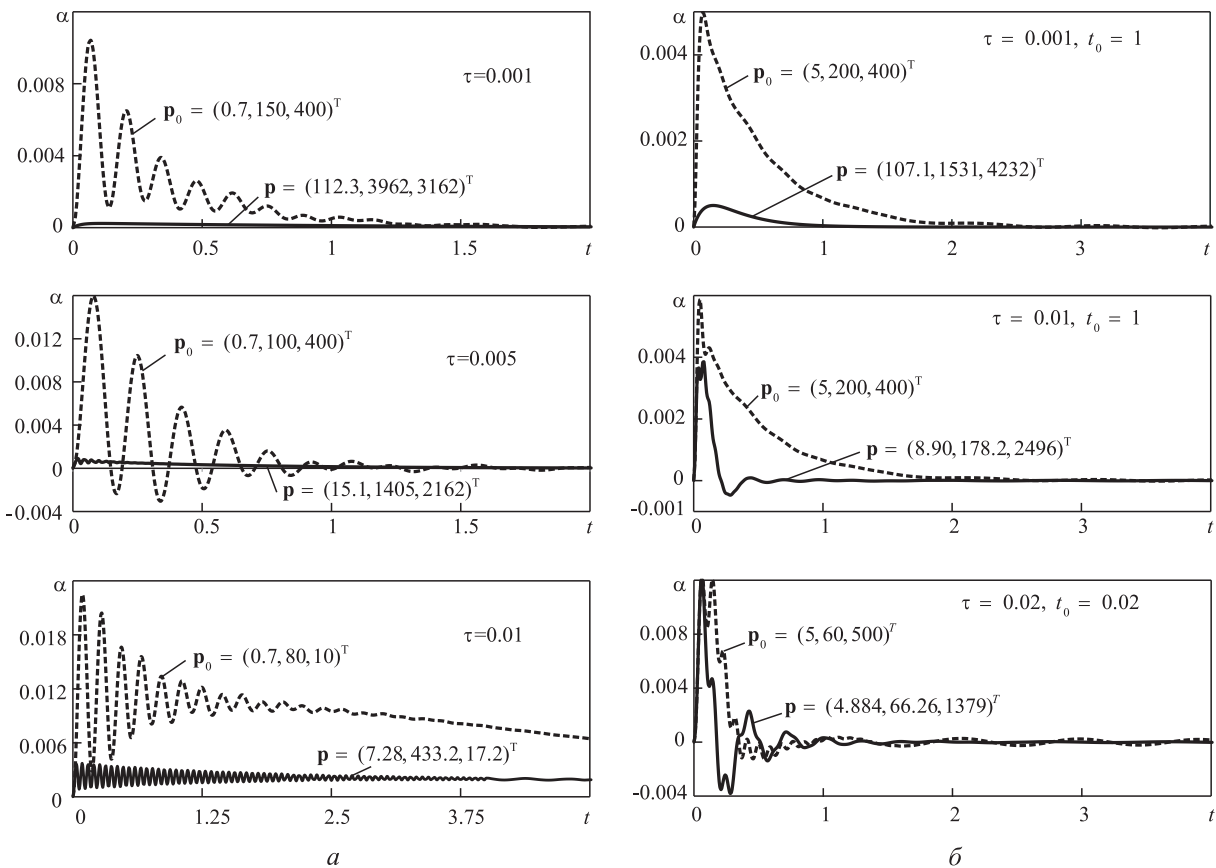 α
0.008
0.004
0
τ=0.001
p₀ = (0.7,150,400)ᵀ
p = (112.3,3962,3162)ᵀ
0 0.5 1 1.5 t
α
0.004
0.002
0
τ = 0.001, t₀ = 1
p₀ = (5,200,400)ᵀ
p = (107.1,1531,4232)ᵀ
0 1 2 3 t
α
0.012
0.008
0.004
0
-0.004
τ=0.005
p₀ = (0.7,100,400)ᵀ
p = (15.1,1405,2162)ᵀ
0 0.5 1 1.5 t
α
0.004
0.002
0
-0.001
τ = 0.01, t₀ = 1
p₀ = (5,200,400)ᵀ
p = (8.90,178.2,2496)ᵀ
0 1 2 3 t
α
0.018
0.012
0.006
0
τ=0.01
p₀ = (0.7,80,10)ᵀ
p = (7.28,433.2,17.2)ᵀ
0 1.25 2.5 3.75 t
а
α
0.008
0.004
0
-0.004
τ = 0.02, t₀ = 0.02
p₀ = (5,60,500)ᵀ
p = (4.884,66.26,1379)ᵀ
0 1 2 3 t
б